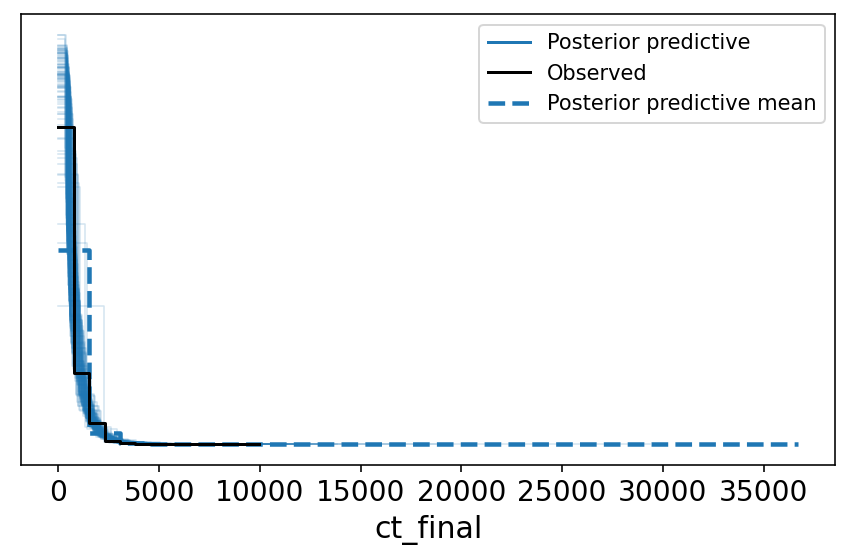 Posterior predictive
Observed
Posterior predictive mean
0 5000 10000 15000 20000 25000 30000 35000
ct_final